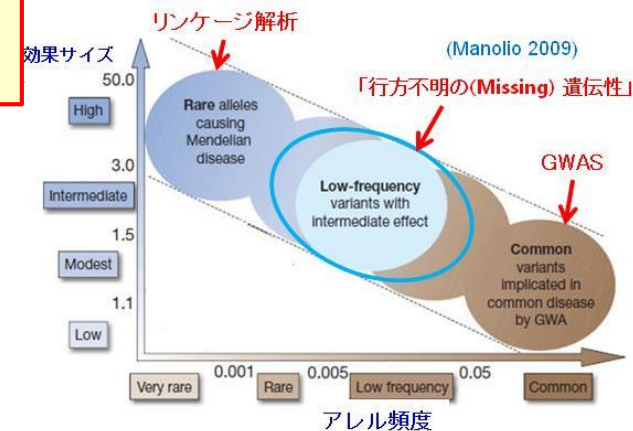 リンケージ解析
効果サイズ
(Manolio 2009)
「行方不明の(Missing) 遺伝性」
50.0
High
Rare alleles
causing
Mendelian
disease
GWAS
3.0
Intermediate
Low-frequency
variants with
intermediate effect
1.5
Modest
Common
variants
implicated in
common disease
by GWA
1.1
Low
0.001
0.005
0.05
Very rare
Rare
Low frequency
Common
アレル頻度